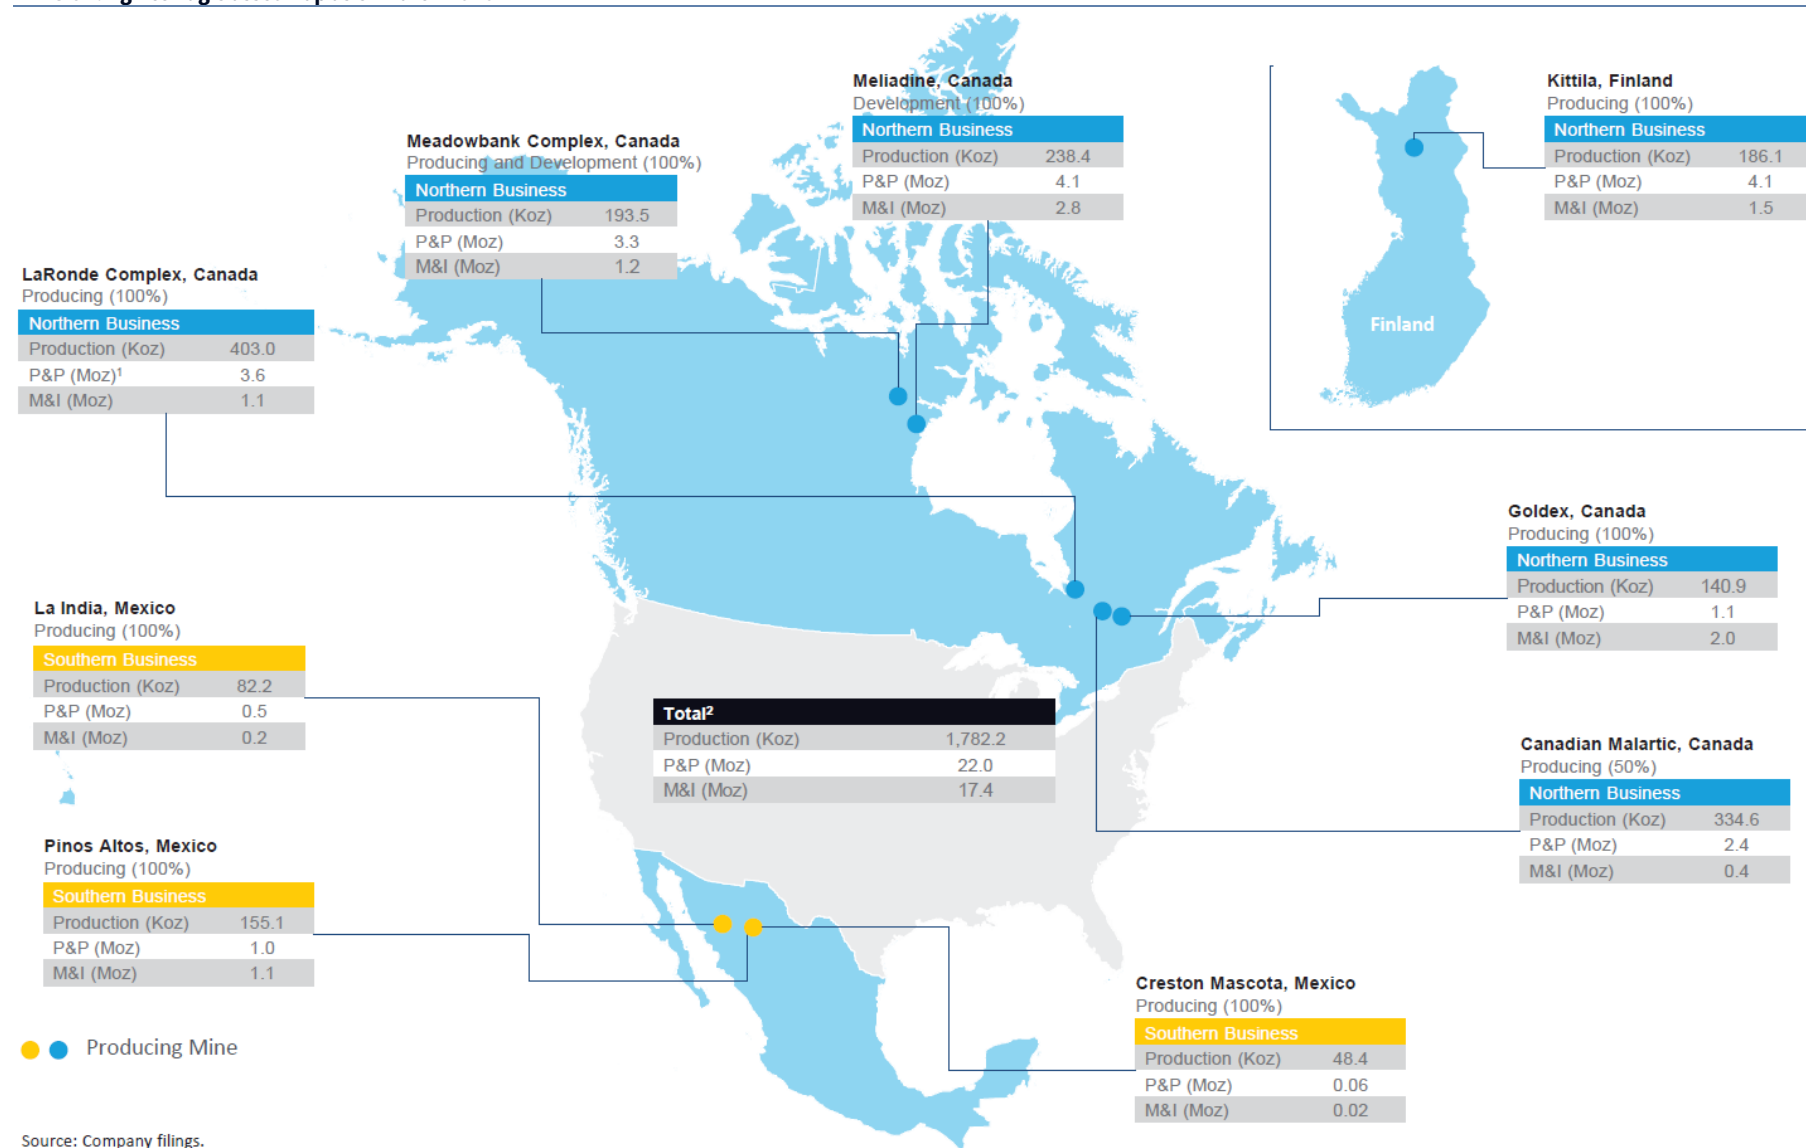 Meliadine, Canada
Development (100%)
Northern Business
Production (Koz) 238.4
P&P (Moz) 4.1
M&I (Moz) 2.8
Kittila, Finland
Producing (100%)
Northern Business
Production (Koz) 186.1
P&P (Moz) 4.1
M&I (Moz) 1.5
Meadowbank Complex, Canada
Producing and Development (100%)
Northern Business
Production (Koz) 193.5
P&P (Moz) 3.3
M&I (Moz) 1.2
LaRonde Complex, Canada
Producing (100%)
Northern Business
Production (Koz) 403.0
P&P (Moz)¹ 3.6
M&I (Moz) 1.1
Finland
Goldex, Canada
Producing (100%)
Northern Business
Production (Koz) 140.9
P&P (Moz) 1.1
M&I (Moz) 2.0
La India, Mexico
Producing (100%)
Southern Business
Production (Koz) 82.2
P&P (Moz) 0.5
M&I (Moz) 0.2
Total²
Production (Koz) 1,782.2
P&P (Moz) 22.0
M&I (Moz) 17.4
Canadian Malartic, Canada
Producing (50%)
Northern Business
Production (Koz) 334.6
P&P (Moz) 2.4
M&I (Moz) 0.4
Pinos Altos, Mexico
Producing (100%)
Southern Business
Production (Koz) 155.1
P&P (Moz) 1.0
M&I (Moz) 1.1
Creston Mascota, Mexico
Producing (100%)
Southern Business
Production (Koz) 48.4
P&P (Moz) 0.06
M&I (Moz) 0.02
Producing Mine
Source: Company filings.